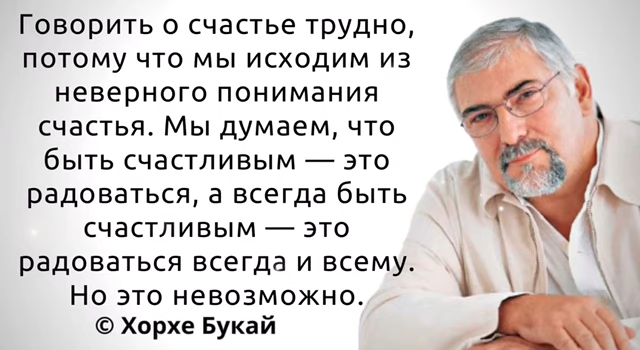 Говорить о счастье трудно,
потому что мы исходим из
неверного понимания
счастья. Мы думаем, что
быть счастливым — это
радоваться, а всегда быть
счастливым — это
радоваться всегда и всему.
Но это невозможно.
© Хорхе Букай